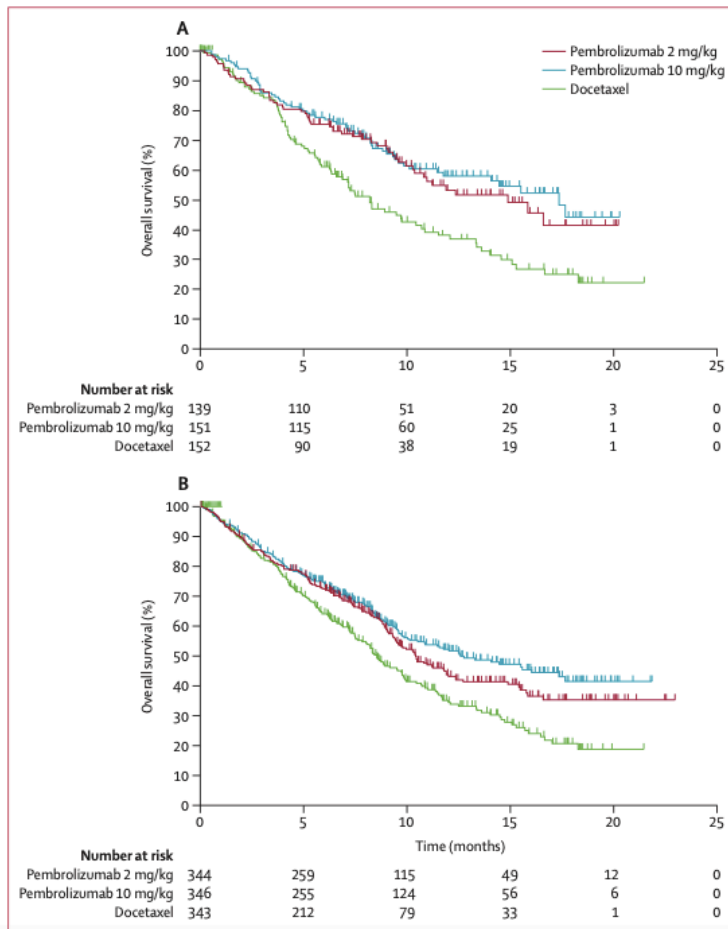 A
100
90
80
70
60
50
40
30
20
10
0
Overall survival (%)
Pembrolizumab 2 mg/kg
Pembrolizumab 10 mg/kg
Docetaxel
0 5 10 15 20 25
Number at risk
Pembrolizumab 2 mg/kg 139 110 51 20 3 0
Pembrolizumab 10 mg/kg 151 115 60 25 1 0
Docetaxel 152 90 38 19 1 0
B
100
90
80
70
60
50
40
30
20
10
0
Overall survival (%)
0 5 10 15 20 25
Time (months)
Number at risk
Pembrolizumab 2 mg/kg 344 259 115 49 12 0
Pembrolizumab 10 mg/kg 346 255 124 56 6 0
Docetaxel 343 212 79 33 1 0